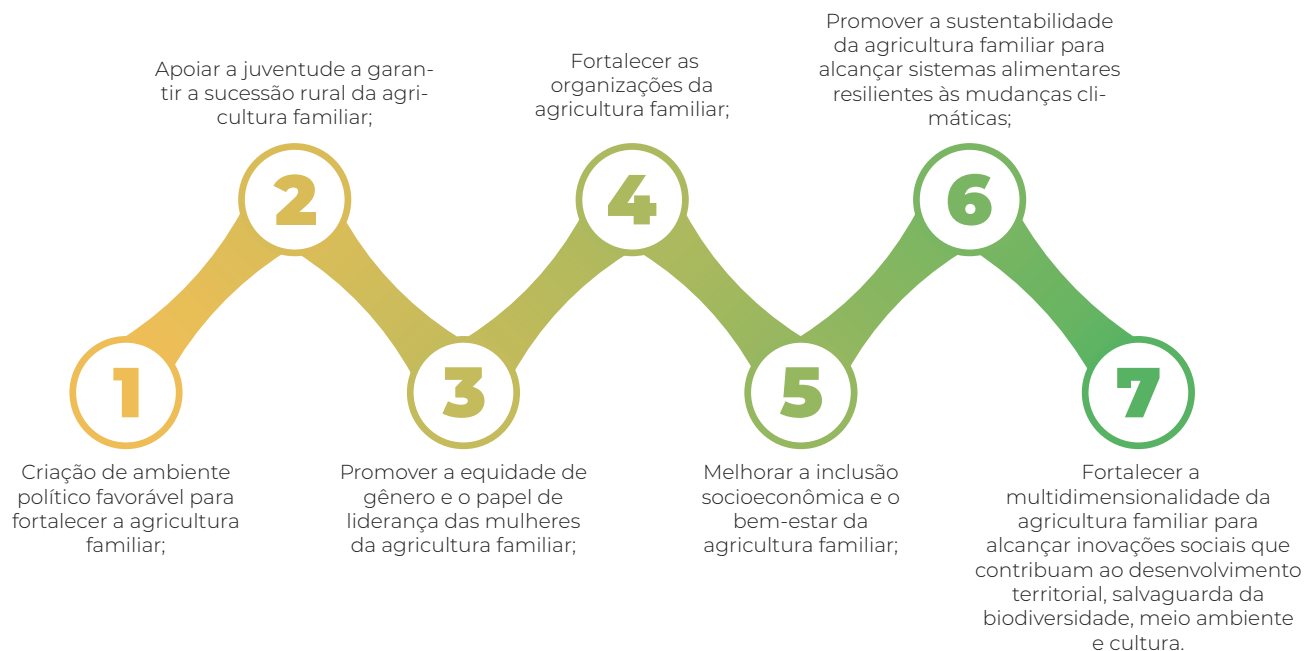 1
Criação de ambiente
político favorável para
fortalecer a agricultura
familiar;
Apoiar a juventude a garan-
tir a sucessão rural da agri-
cultura familiar;
2
3
Promover a equidade de
gênero e o papel de
liderança das mulheres
da agricultura familiar;
Fortalecer as
organizações da
agricultura familiar;
4
5
Melhorar a inclusão
socioeconômica e o
bem-estar da
agricultura familiar;
Promover a sustentabilidade
da agricultura familiar para
alcançar sistemas alimentares
resilientes às mudanças cli-
máticas;
6
7
Fortalecer a
multidimensionalidade da
agricultura familiar para
alcançar inovações sociais que
contribuam ao desenvolvimento
territorial, salvaguarda da
biodiversidade, meio ambiente
e cultura.